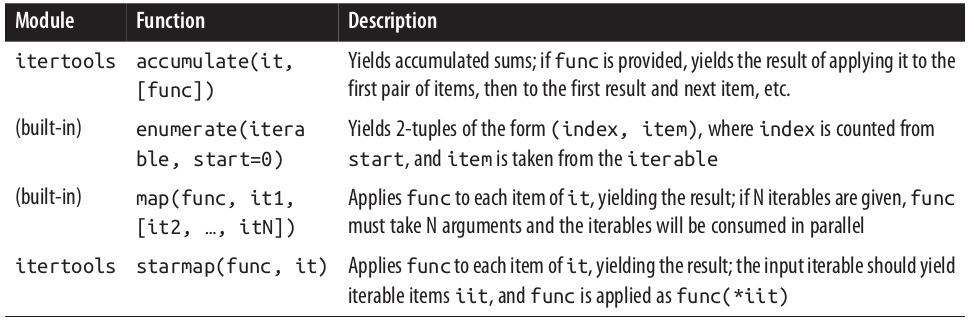 Module Function Description
itertools accumulate(it, Yields accumulated sums; if func is provided, yields the result of applying it to the
[func]) first pair of items, then to the first result and next item, etc.
(built-in) enumerate(itera Yields 2-tuples of the form (index, item), where index is counted from
ble, start=0) start, and item is taken from the iterable
(built-in) map(func, it1, Applies func to each item of it, yielding the result; if N iterables are given, func
[it2, …, itN]) must take N arguments and the iterables will be consumed in parallel
itertools starmap(func, it) Applies func to each item of it, yielding the result; the input iterable should yield
iterable items iit, and func is applied as func(*iit)